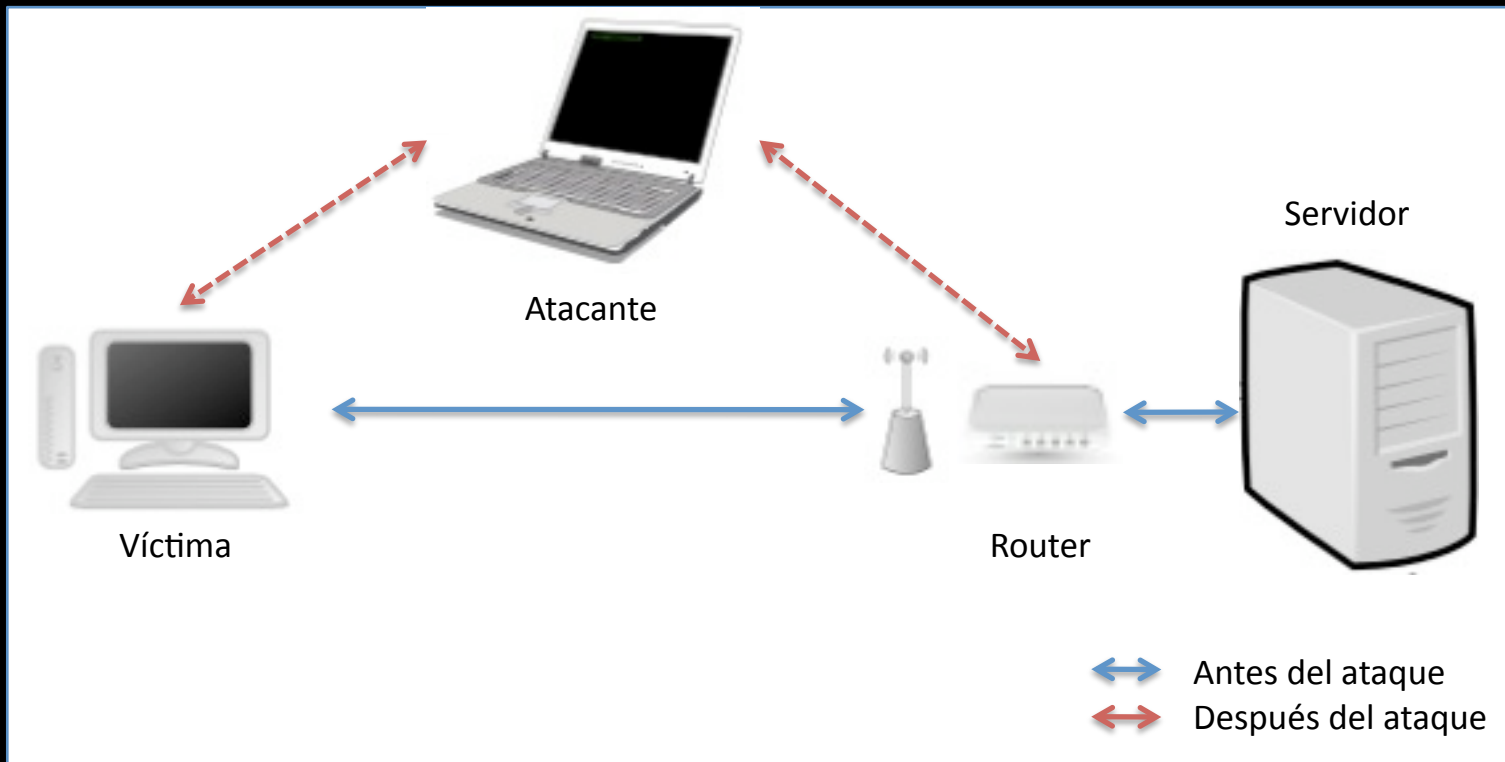 Servidor
Atacante
Víctima
Router
Antes del ataque
Después del ataque